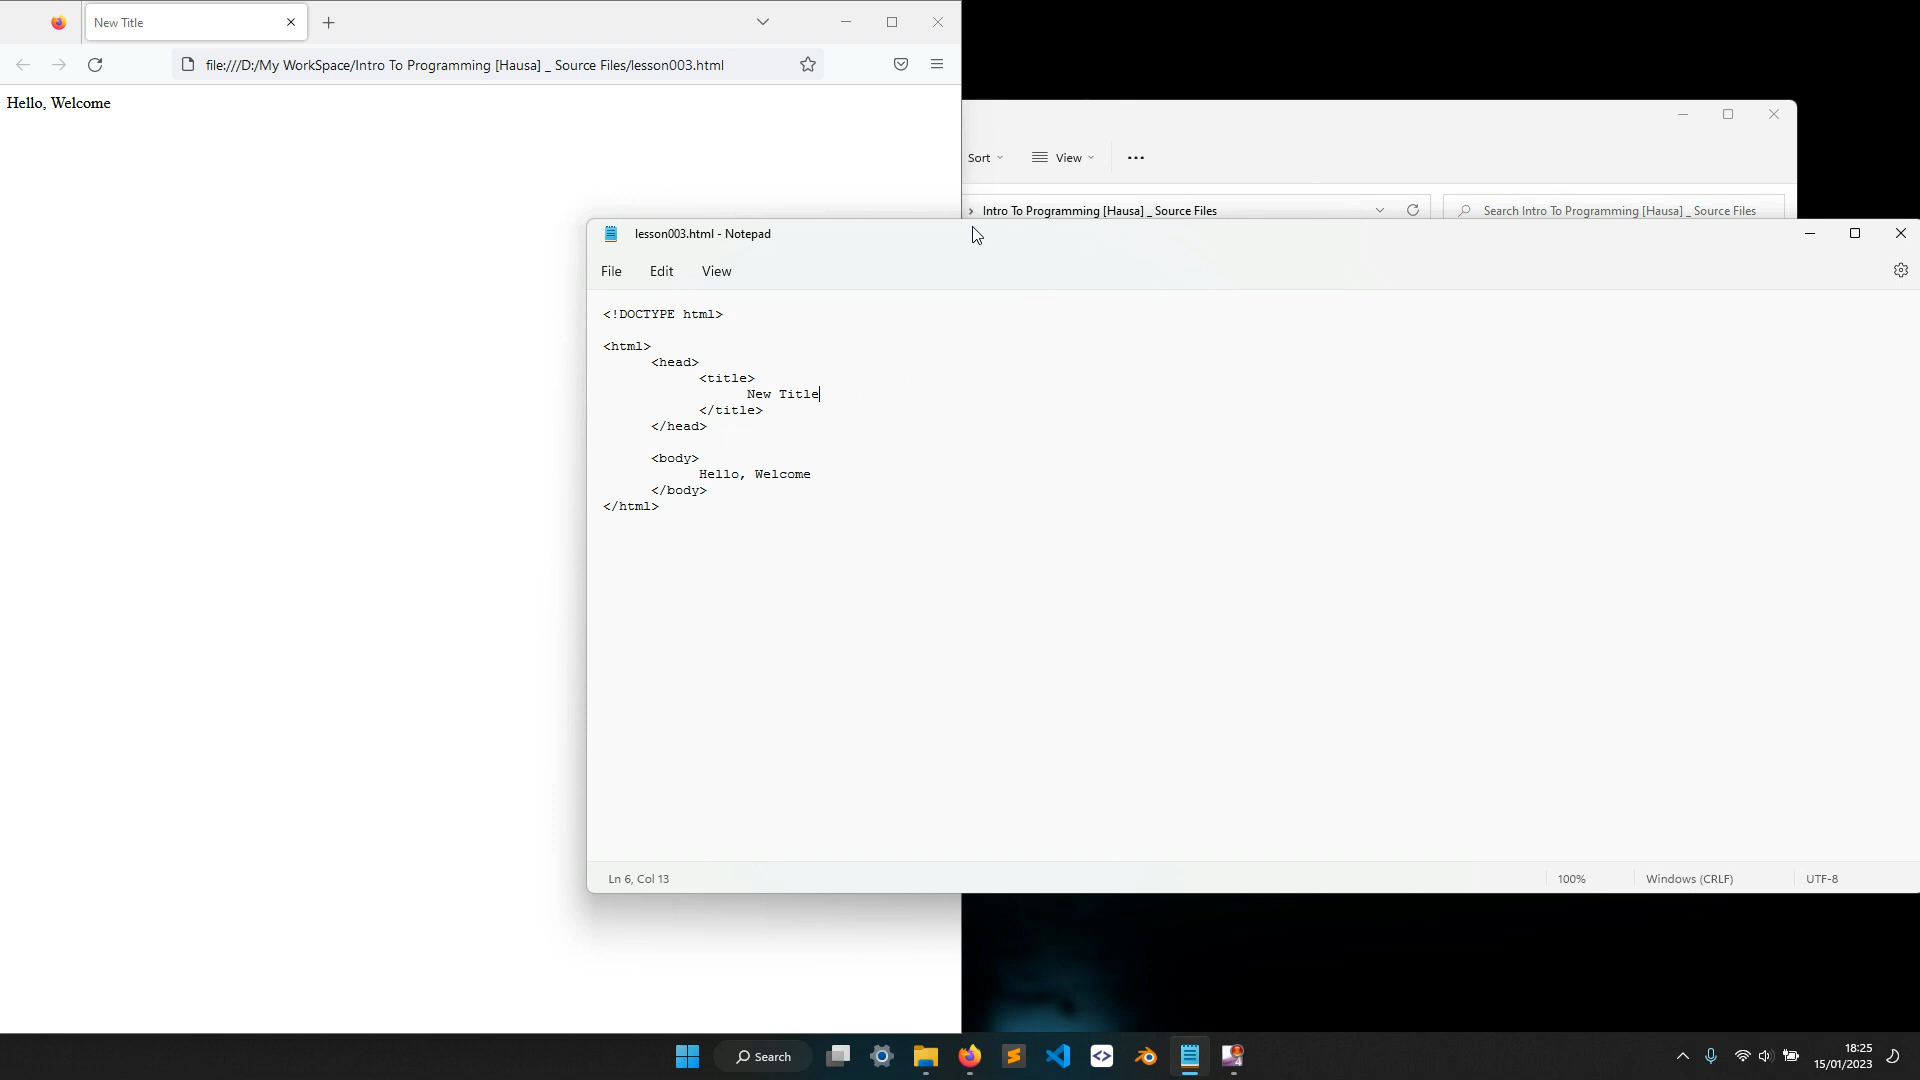 New Title
file:///D:/My WorkSpace/Intro To Programming [Hausa] _ Source Files/lesson003.html
Hello, Welcome
Sort
View
Intro To Programming [Hausa] _ Source Files
Search Intro To Programming [Hausa] _ Source Files
lesson003.html - Notepad
File Edit View
<!DOCTYPE html>
<html>
<head>
<title>
New Title
</title>
</head>
<body>
Hello, Welcome
</body>
</html>
Ln 6, Col 13
100%
Windows (CRLF)
UTF-8
Search
18:25
15/01/2023